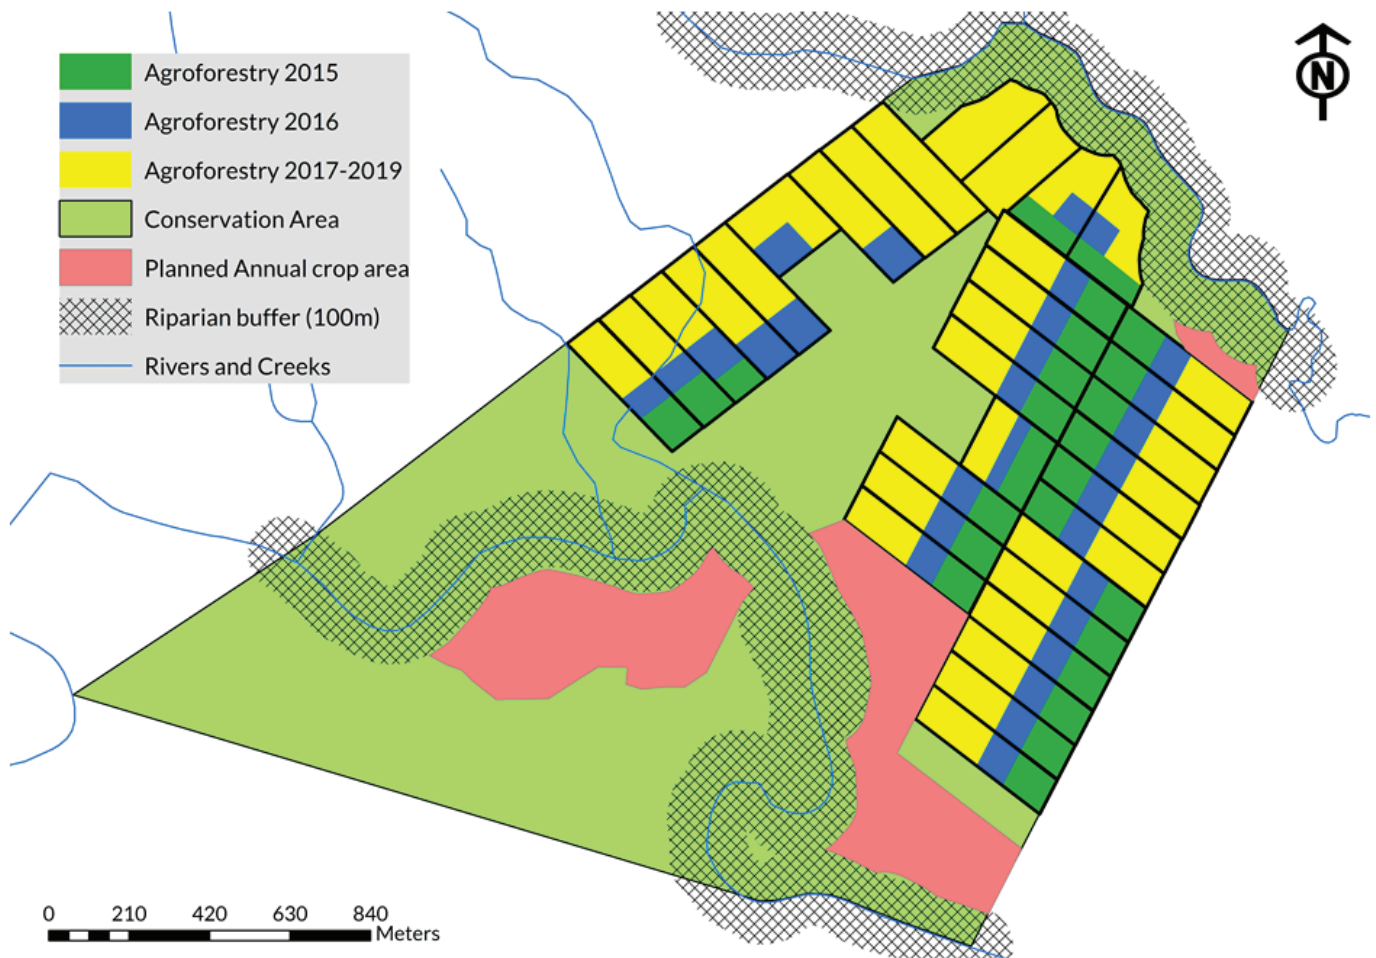 N
Agroforestry 2015
Agroforestry 2016
Agroforestry 2017-2019
Conservation Area
Planned Annual crop area
Riparian buffer (100m)
Rivers and Creeks
0 210 420 630 840
Meters